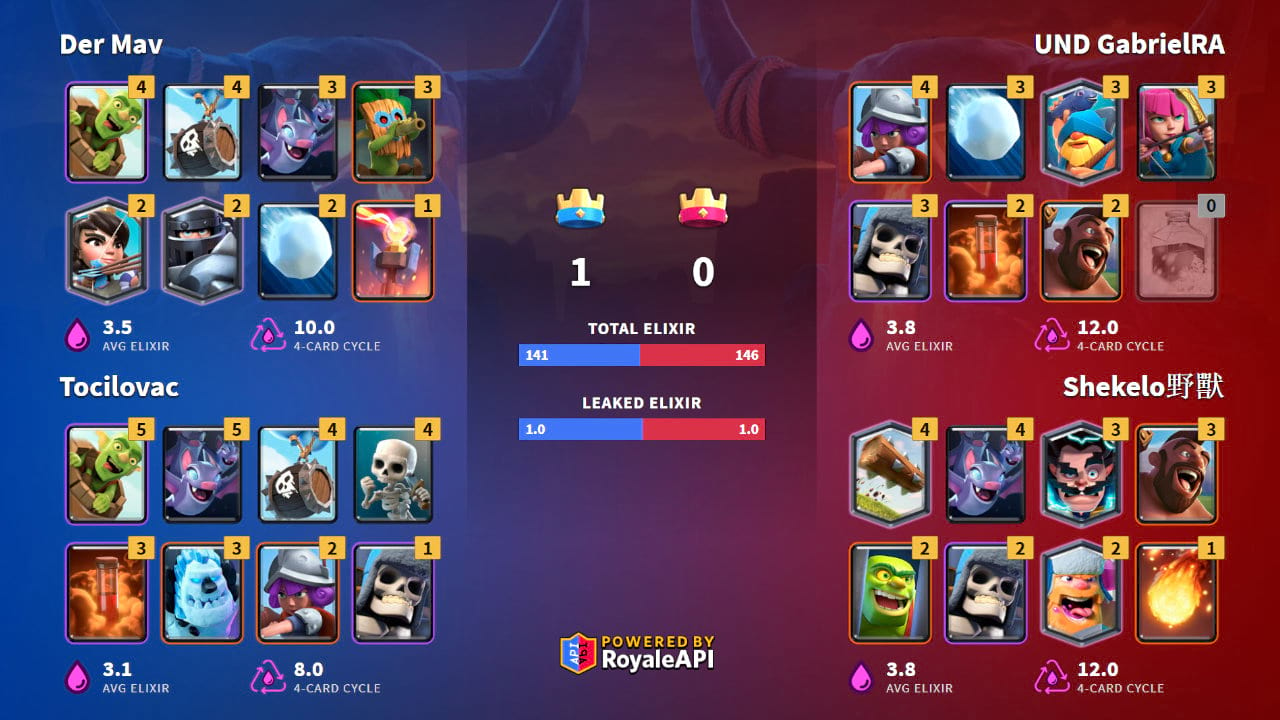 Der Mav
4 4 3 3
2 2 2 1
3.5
AVG ELIXIR
10.0
4-CARD CYCLE
Tocilovac
5 5 4 4
3 3 2 1
3.1
AVG ELIXIR
8.0
4-CARD CYCLE
1 0
TOTAL ELIXIR
141 146
LEAKED ELIXIR
1.0 1.0
POWERED BY
RoyaleAPI
UND GabrielRA
4 3 3 3
3 2 2 0
3.8
AVG ELIXIR
12.0
4-CARD CYCLE
Shekelo野獸
4 4 3 3
2 2 2 1
3.8
AVG ELIXIR
12.0
4-CARD CYCLE